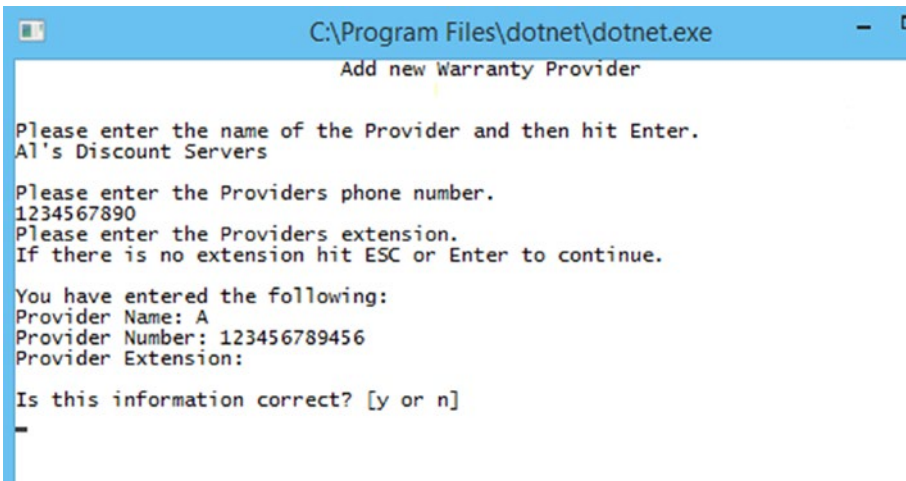 C:\Program Files\dotnet\dotnet.exe
Add new Warranty Provider
Please enter the name of the Provider and then hit Enter.
Al's Discount Servers
Please enter the Providers phone number.
1234567890
Please enter the Providers extension.
If there is no extension hit ESC or Enter to continue.
You have entered the following:
Provider Name: A
Provider Number: 123456789456
Provider Extension:
Is this information correct? [y or n]